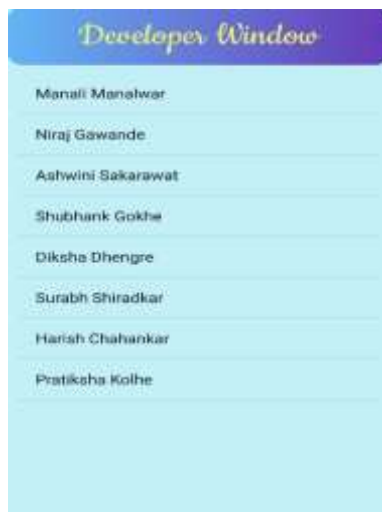 Developer Window
Manali Manalwar
Niraj Gawande
Ashwini Sakarawat
Shubhank Gokhe
Diksha Dhengre
Surabh Shiradkar
Harish Chahankar
Pratiksha Kolhe